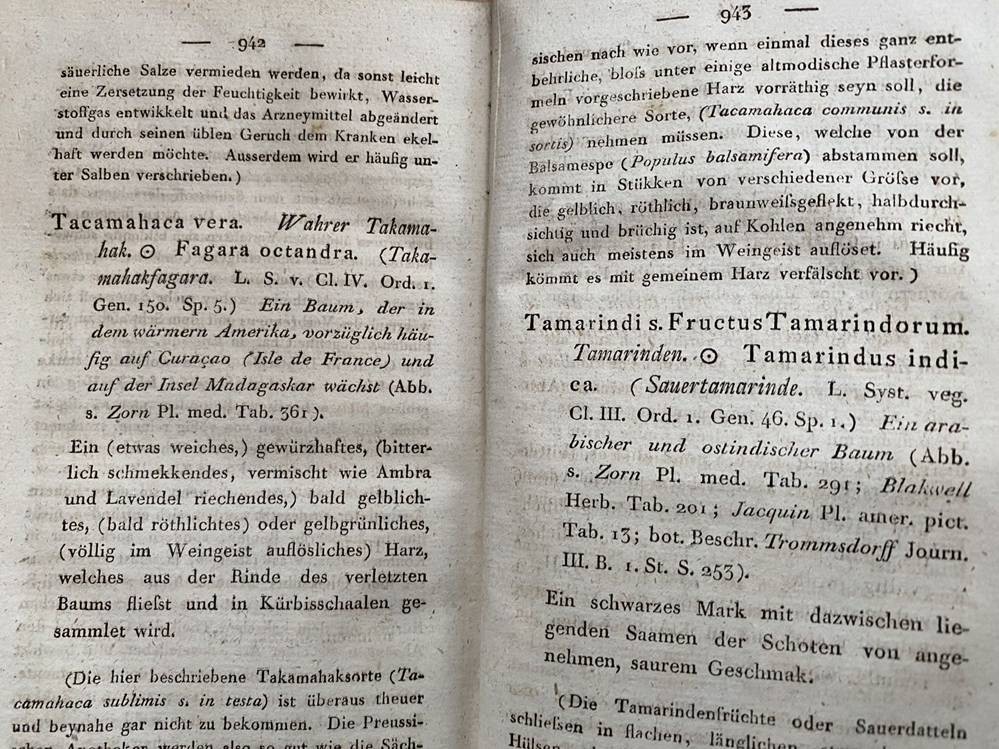 — 942 —
säuerliche Salze vermieden werden, da sonst leicht
eine Zersetzung der Feuchtigkeit bewirkt, Wasser-
stoffgas entwickelt und das Arzneymittel abgeändert
und durch seinen üblen Geruch dem Kranken ekel-
haft werden möchte. Ausserdem wird er häufig un-
ter Salben verschrieben.)
Tacamahaca vera. Wahrer Takama-
hak. ⊙ Fagara octandra. (Taka-
mahakfagara. L. S. v. Cl. IV. Ord. 1.
Gen. 150. Sp. 5.) Ein Baum, der in
dem wärmern Amerika, vorzüglich häu-
fig auf Curaçao (Isle de France) und
auf der Insel Madagaskar wächst (Abb.
s. Zorn Pl. med. Tab. 361).
Ein (etwas weiches,) gewürzhaftes, (bitter-
lich schmekkendes, vermischt wie Ambra
und Lavendel riechendes,) bald gelblich-
tes, (bald röthlichtes) oder gelbgrünliches,
(völlig im Weingeist auflösliches) Harz,
welches aus der Rinde des verletzten
Baums fließt und in Kürbisschaalen ge-
sammlet wird.
(Die hier beschriebene Takamahaksorte (Ta-
camahaca sublimis s. in testa) ist überaus theuer
und beynahe gar nicht zu bekommen. Die Preussi-
schen Apotheker werden also so gut wie die Säch-
— 943 —
sischen nach wie vor, wenn einmal dieses ganz ent-
behrliche, bloſs unter einige altmodische Pflasterfor-
meln vorgeschriebene Harz vorräthig seyn soll, die
gewöhnlichere Sorte, (Tacamahaca communis s. in
sortis) nehmen müssen. Diese, welche von der
Balsamespe (Populus balsamifera) abstammen soll,
kommt in Stükken von verschiedener Gröſse vor,
die gelblich, röthlich, braunweiſsgeflekt, halbdurch-
sichtig und brüchig ist, auf Kohlen angenehm riecht,
sich auch meistens im Weingeist auflöset. Häufig
kömmt es mit gemeinem Harz verfälscht vor.)
Tamarindi s. Fructus Tamarindorum.
Tamarinden. ⊙ Tamarindus indi-
ca. (Sauertamarinde. L. Syst. veg.
Cl. III. Ord. 1. Gen. 46. Sp. 1.) Ein ara-
bischer und ostindischer Baum (Abb.
s. Zorn Pl. med. Tab. 291; Blakwell
Herb. Tab. 201; Jacquin Pl. amer. pict.
Tab. 13; bot. Beschr. Trommsdorff Journ.
III. B. 1. St. S. 253).
Ein schwarzes Mark mit dazwischen lie-
genden Saamen der Schoten von ange-
nehmen, saurem Geschmak.
(Die Tamarindenfrüchte oder Sauerdatteln
schlieſsen in flachen, länglichen
Hülsen